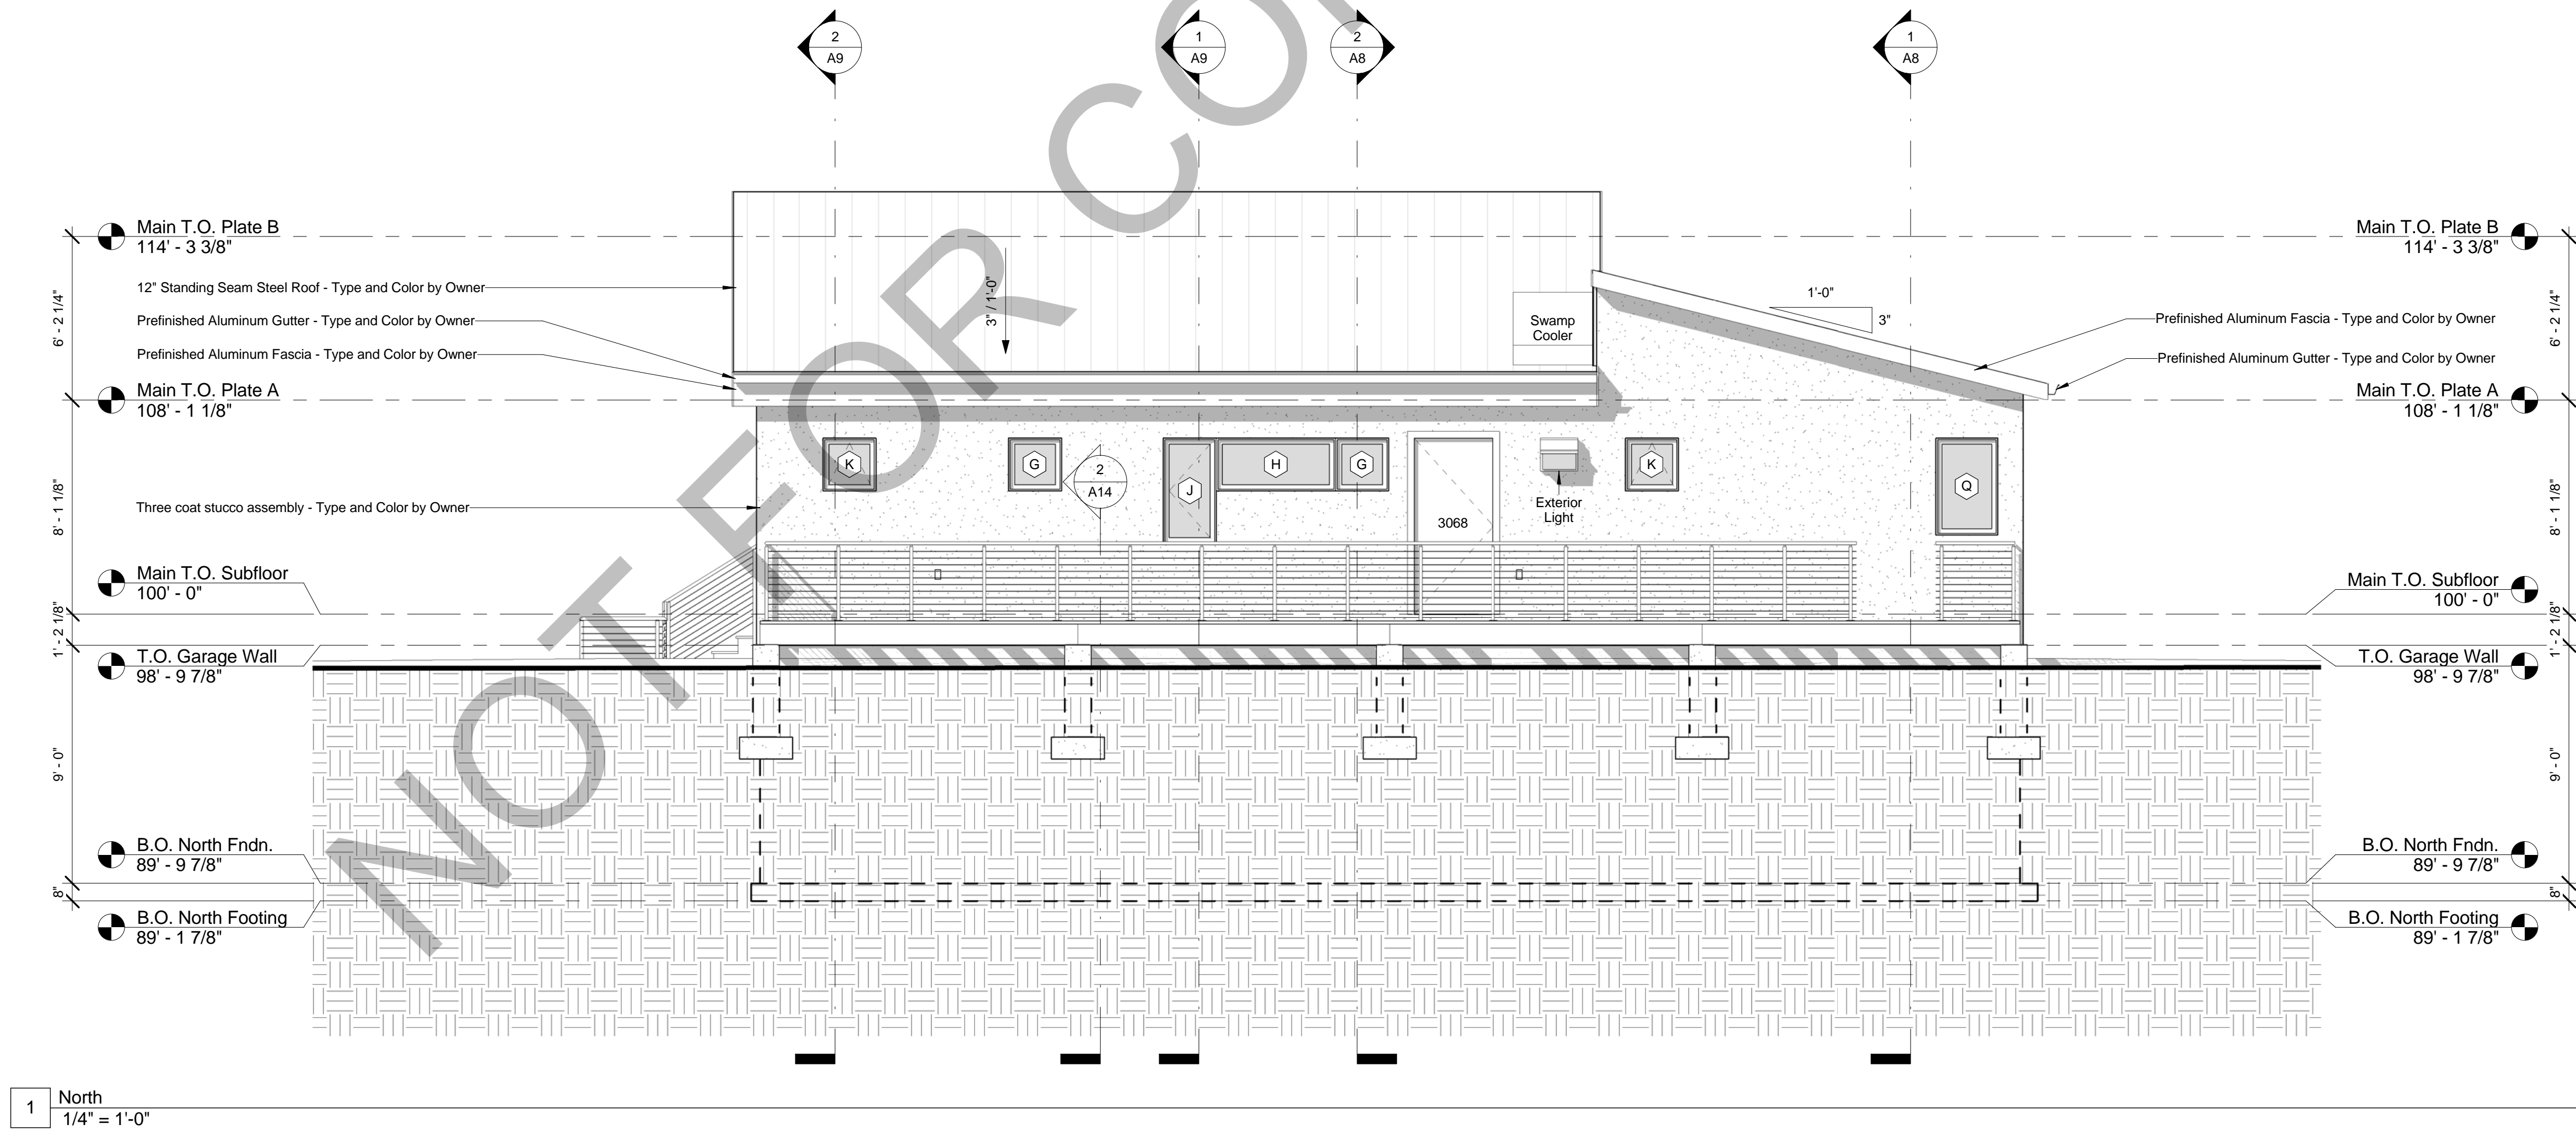 2
A9
1
A9
2
A8
1
A8
Main T.O. Plate B
114' - 3 3/8"
Main T.O. Plate B
114' - 3 3/8"
12" Standing Seam Steel Roof - Type and Color by Owner
3" / 1'-0"
1'-0"
3"
6' - 2 1/4"
6' - 2 1/4"
Prefinished Aluminum Gutter - Type and Color by Owner
Swamp
Cooler
Prefinished Aluminum Fascia - Type and Color by Owner
Prefinished Aluminum Fascia - Type and Color by Owner
Prefinished Aluminum Gutter - Type and Color by Owner
Main T.O. Plate A
108' - 1 1/8"
Main T.O. Plate A
108' - 1 1/8"
K
G
2
A14
J
H
G
K
Q
Exterior
Light
3068
8' - 1 1/8"
8' - 1 1/8"
Three coat stucco assembly - Type and Color by Owner
Main T.O. Subfloor
100' - 0"
Main T.O. Subfloor
100' - 0"
1' - 2 1/8"
1' - 2 1/8"
T.O. Garage Wall
98' - 9 7/8"
T.O. Garage Wall
98' - 9 7/8"
9' - 0"
9' - 0"
B.O. North Fndn.
89' - 9 7/8"
B.O. North Fndn.
89' - 9 7/8"
8"
8"
B.O. North Footing
89' - 1 7/8"
B.O. North Footing
89' - 1 7/8"
NOT FOR CO
1
North
1/4" = 1'-0"